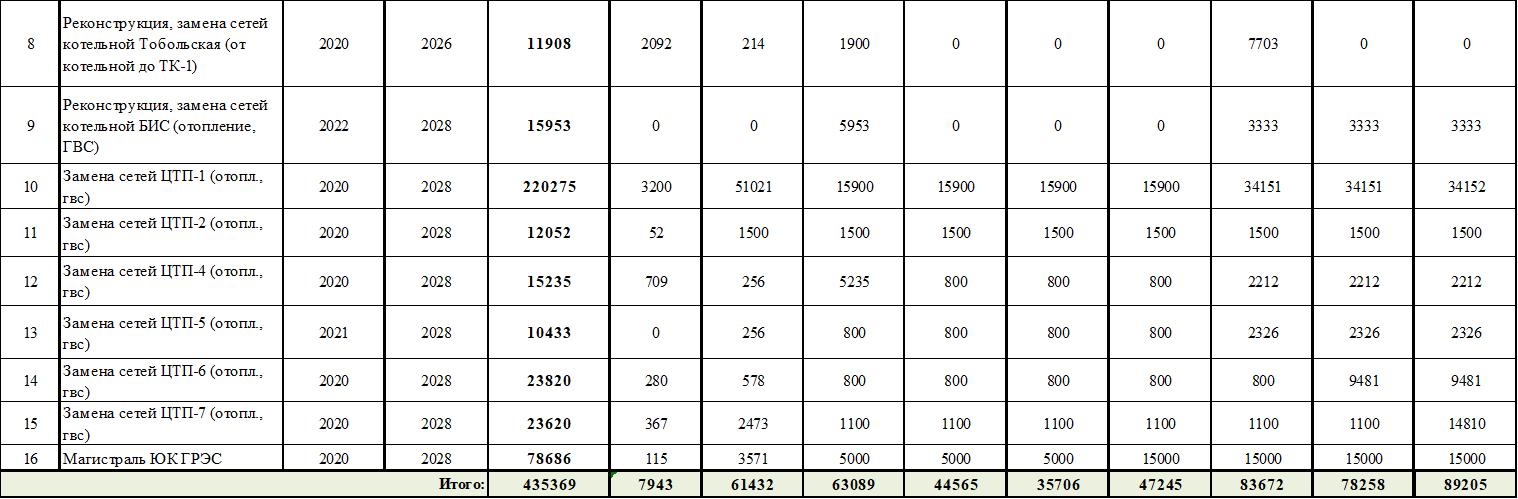 8 Реконструкция, замена сетей котельной Тобольская (от котельной до ТК-1) 2020 2026 11908 2092 214 1900 0 0 0 7703 0 0
9 Реконструкция, замена сетей котельной БИС (отопление, ГВС) 2022 2028 15953 0 0 5953 0 0 0 3333 3333 3333
10 Замена сетей ЦТП-1 (отопл., гвс) 2020 2028 220275 3200 51021 15900 15900 15900 15900 34151 34151 34152
11 Замена сетей ЦТП-2 (отопл., гвс) 2020 2028 12052 52 1500 1500 1500 1500 1500 1500 1500 1500
12 Замена сетей ЦТП-4 (отопл., гвс) 2020 2028 15235 709 256 5235 800 800 800 2212 2212 2212
13 Замена сетей ЦТП-5 (отопл., гвс) 2021 2028 10433 0 256 800 800 800 800 2326 2326 2326
14 Замена сетей ЦТП-6 (отопл., гвс) 2020 2028 23820 280 578 800 800 800 800 800 9481 9481
15 Замена сетей ЦТП-7 (отопл., гвс) 2020 2028 23620 367 2473 1100 1100 1100 1100 1100 1100 14810
16 Магистраль ЮК ГРЭС 2020 2028 78686 115 3571 5000 5000 5000 15000 15000 15000 15000
Итого: 435369 7943 61432 63089 44565 35706 47245 83672 78258 89205